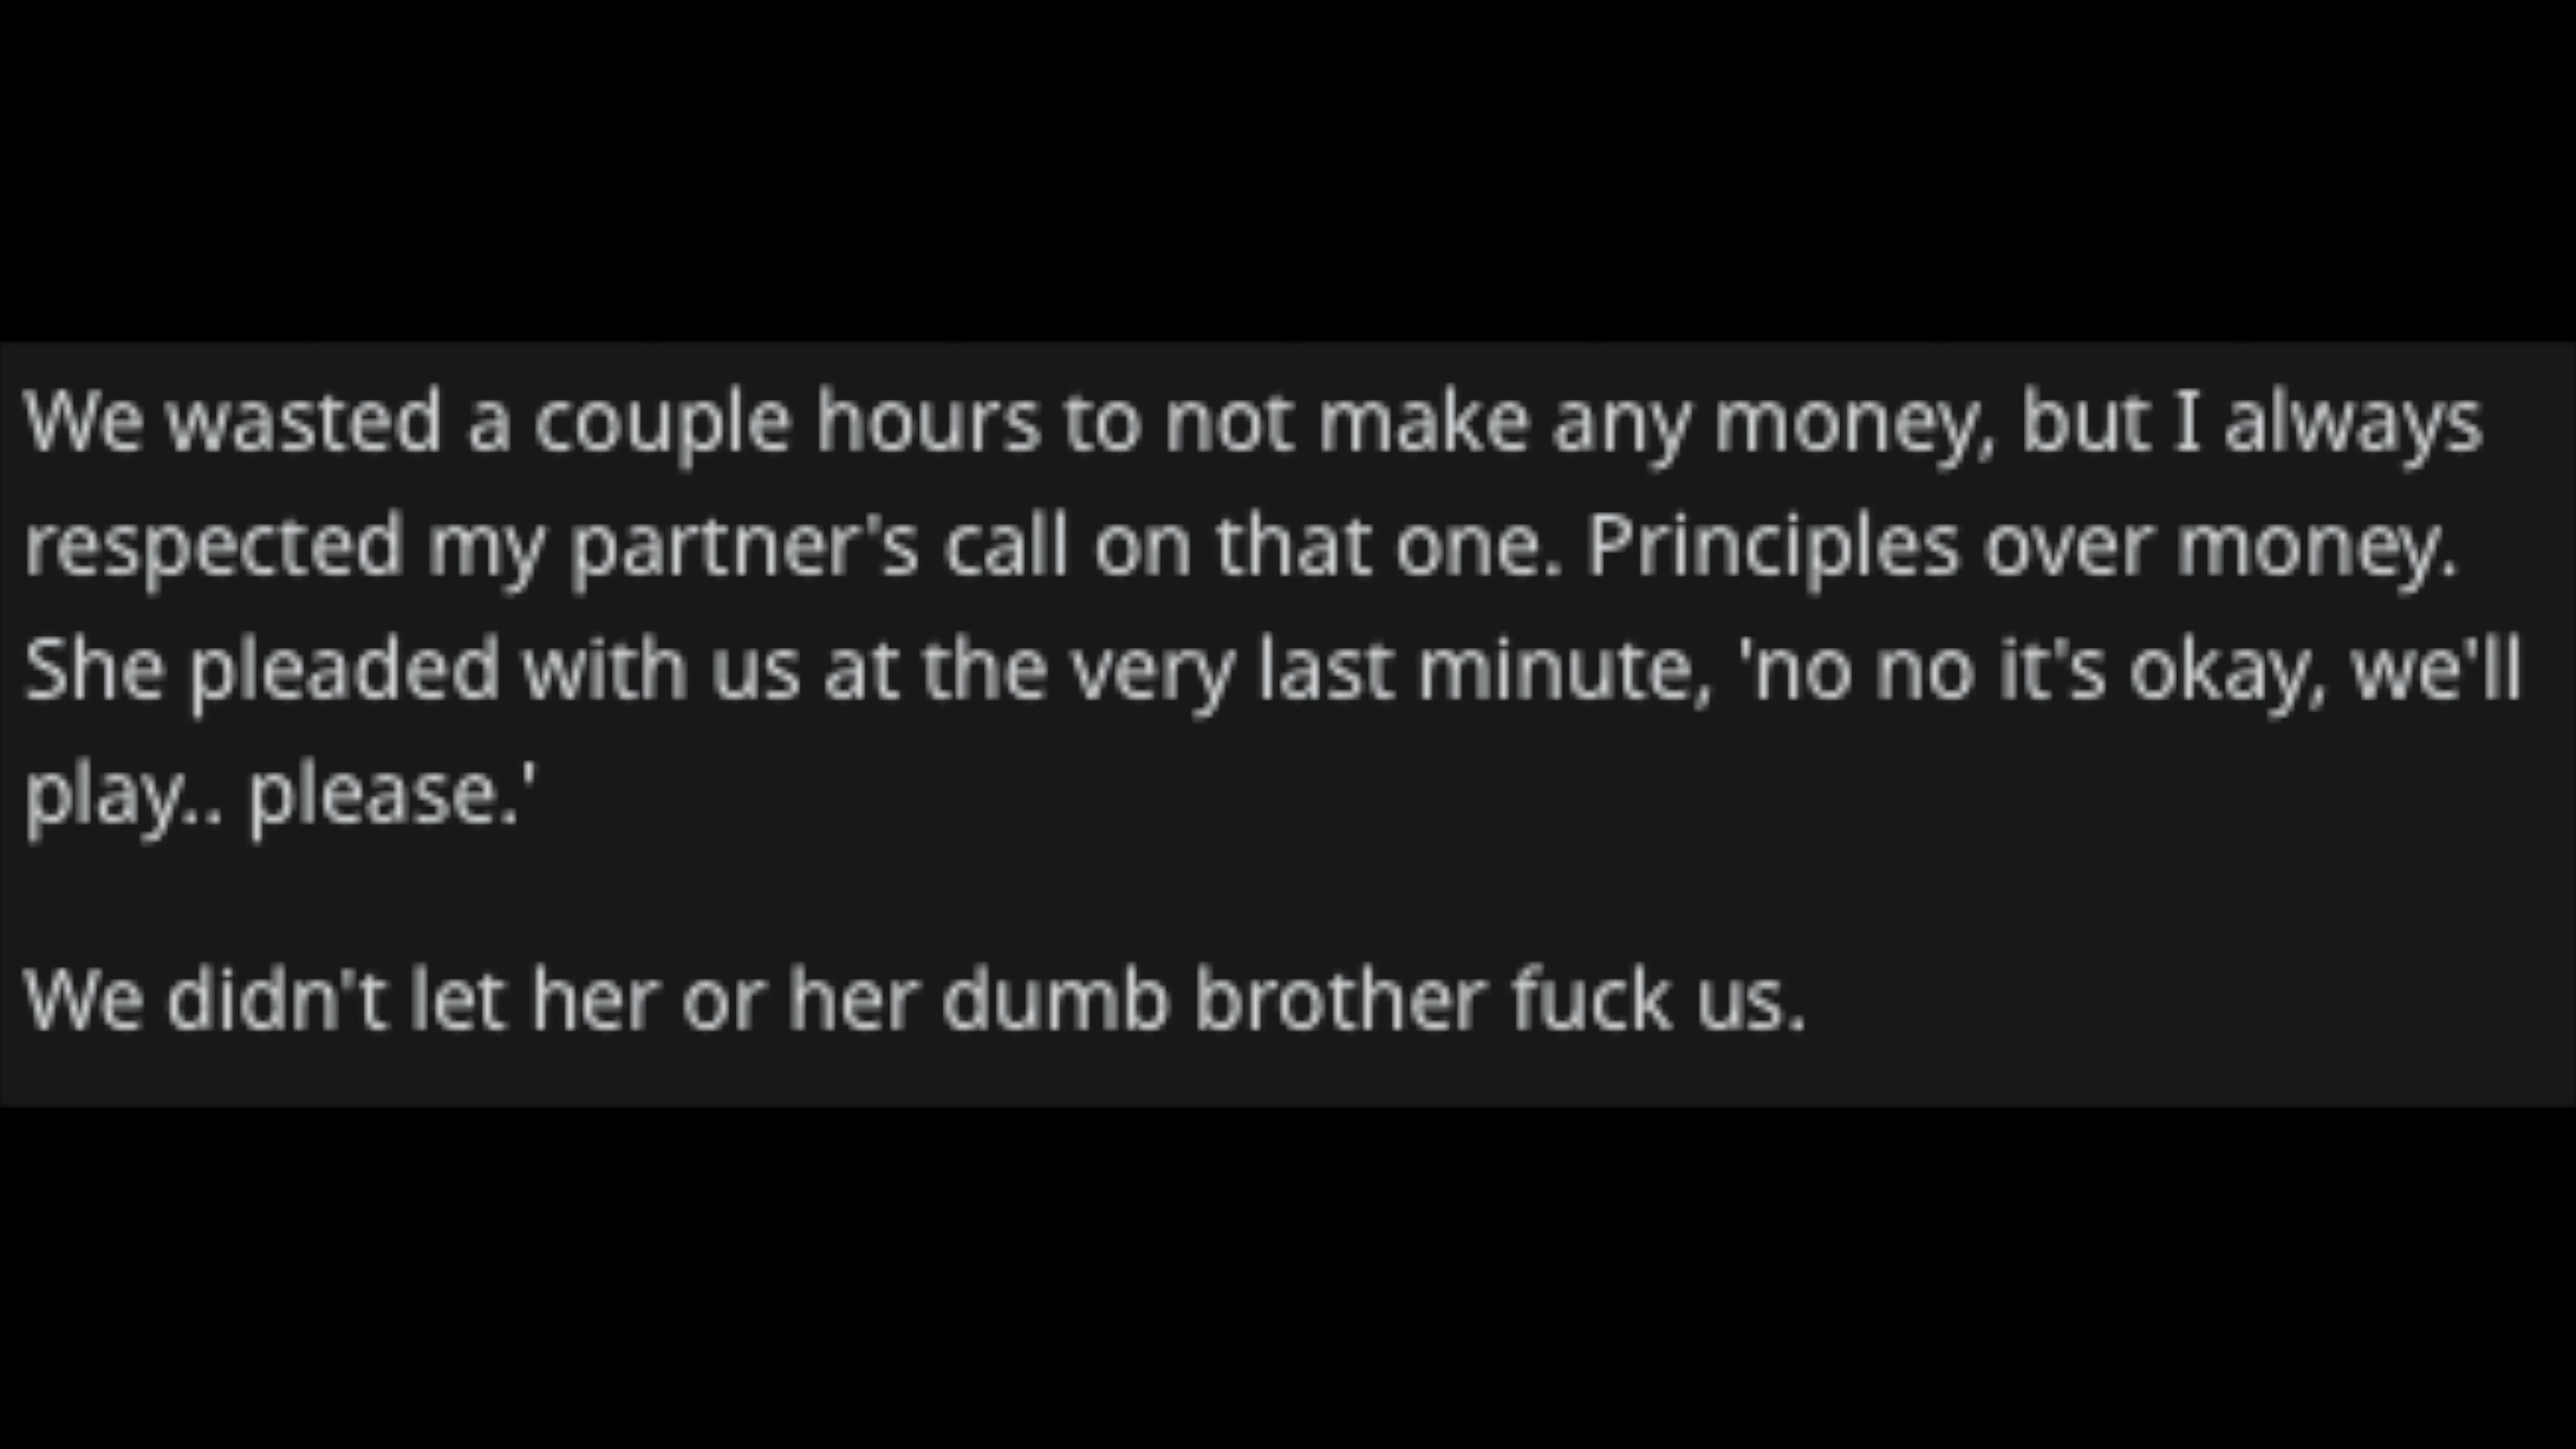 We wasted a couple hours to not make any money, but I always
respected my partner's call on that one. Principles over money.
She pleaded with us at the very last minute, 'no no it's okay, we'll
play.. please.'
We didn't let her or her dumb brother fuck us.